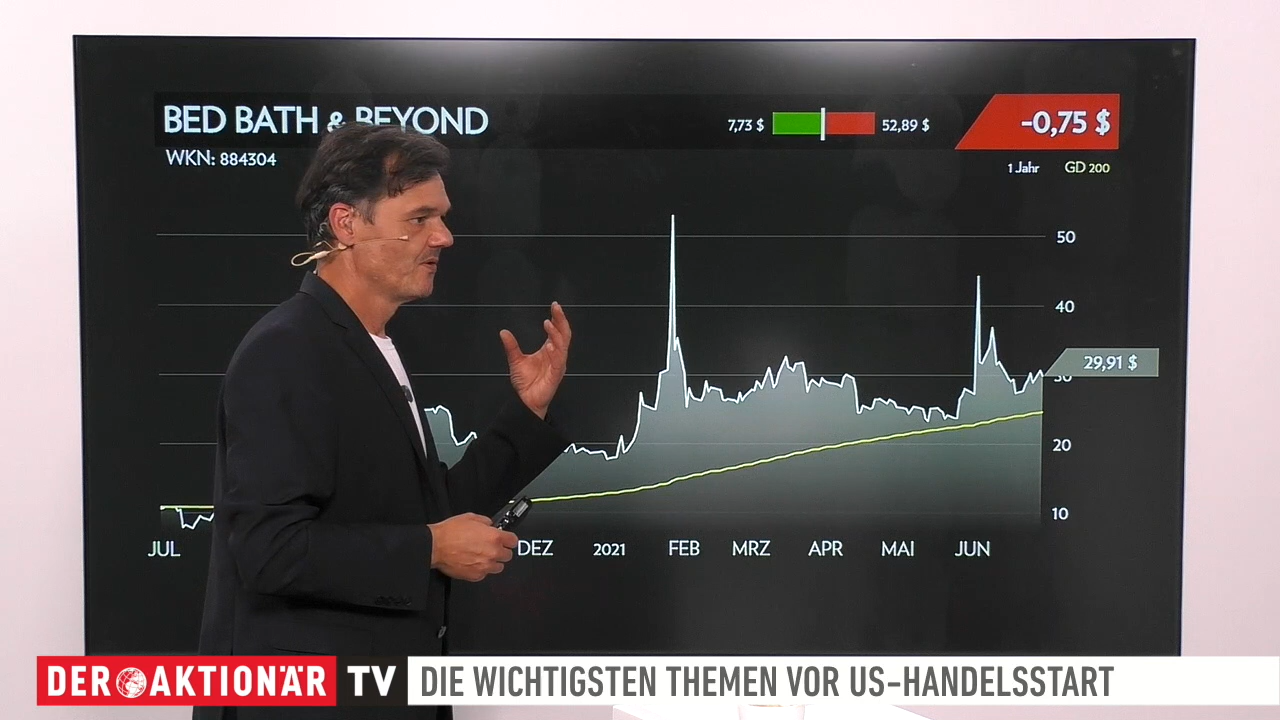 BED BATH & BEYOND
7,73 $
52,89 $
-0,75 $
WKN: 884304
1 Jahr
GD 200
50
40
29,91 $
30
20
10
JUL
DEZ
2021
FEB
MRZ
APR
MAI
JUN
DER AKTIONÄR TV
DIE WICHTIGSTEN THEMEN VOR US-HANDELSSTART